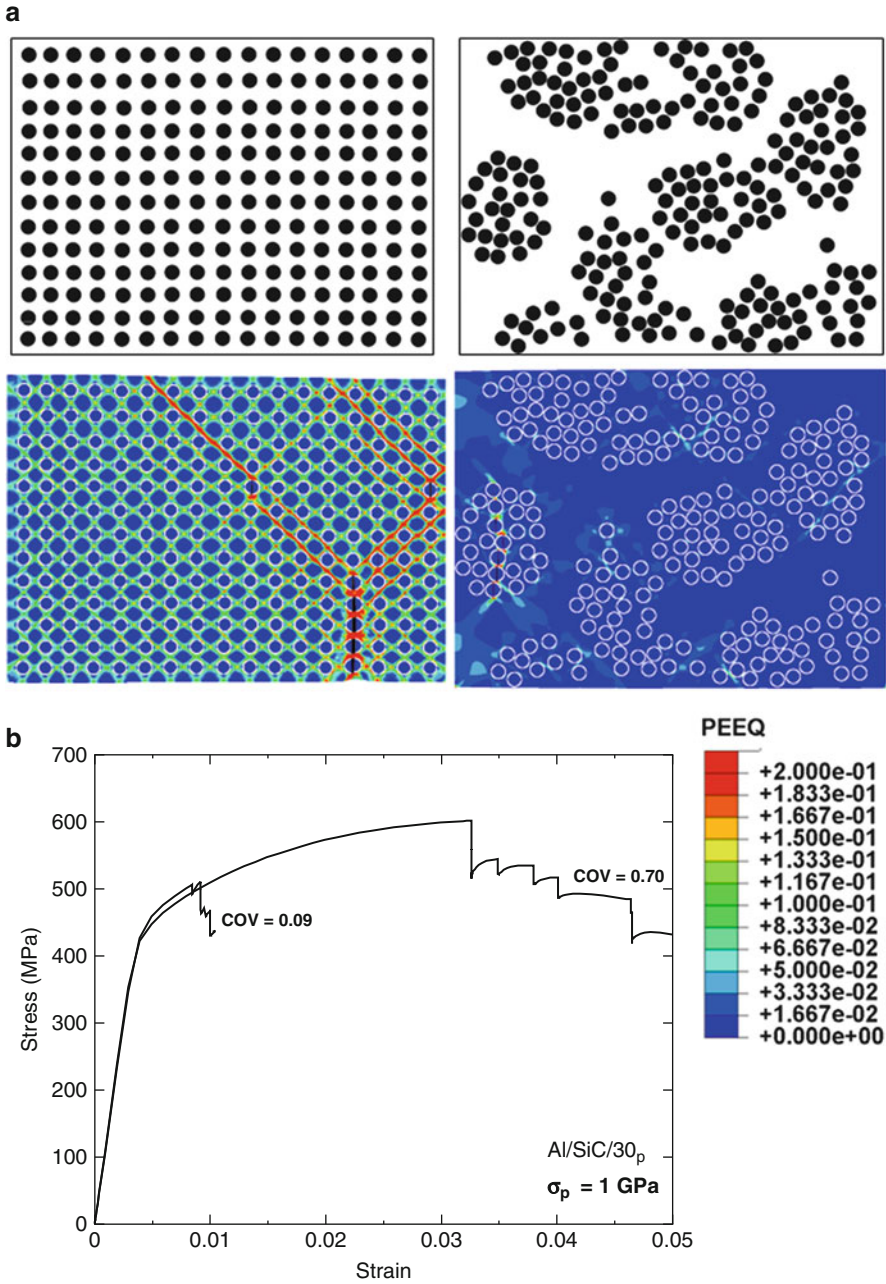 a
b
PEEQ
+2.000e-01
+1.833e-01
+1.667e-01
+1.500e-01
+1.333e-01
+1.167e-01
+1.000e-01
+8.333e-02
+6.667e-02
+5.000e-02
+3.333e-02
+1.667e-02
+0.000e+00
700
600
500
400
300
200
100
0
Stress (MPa)
COV = 0.09
COV = 0.70
Al/SiC/30p
σp = 1 GPa
0
0.01
0.02
0.03
0.04
0.05
Strain